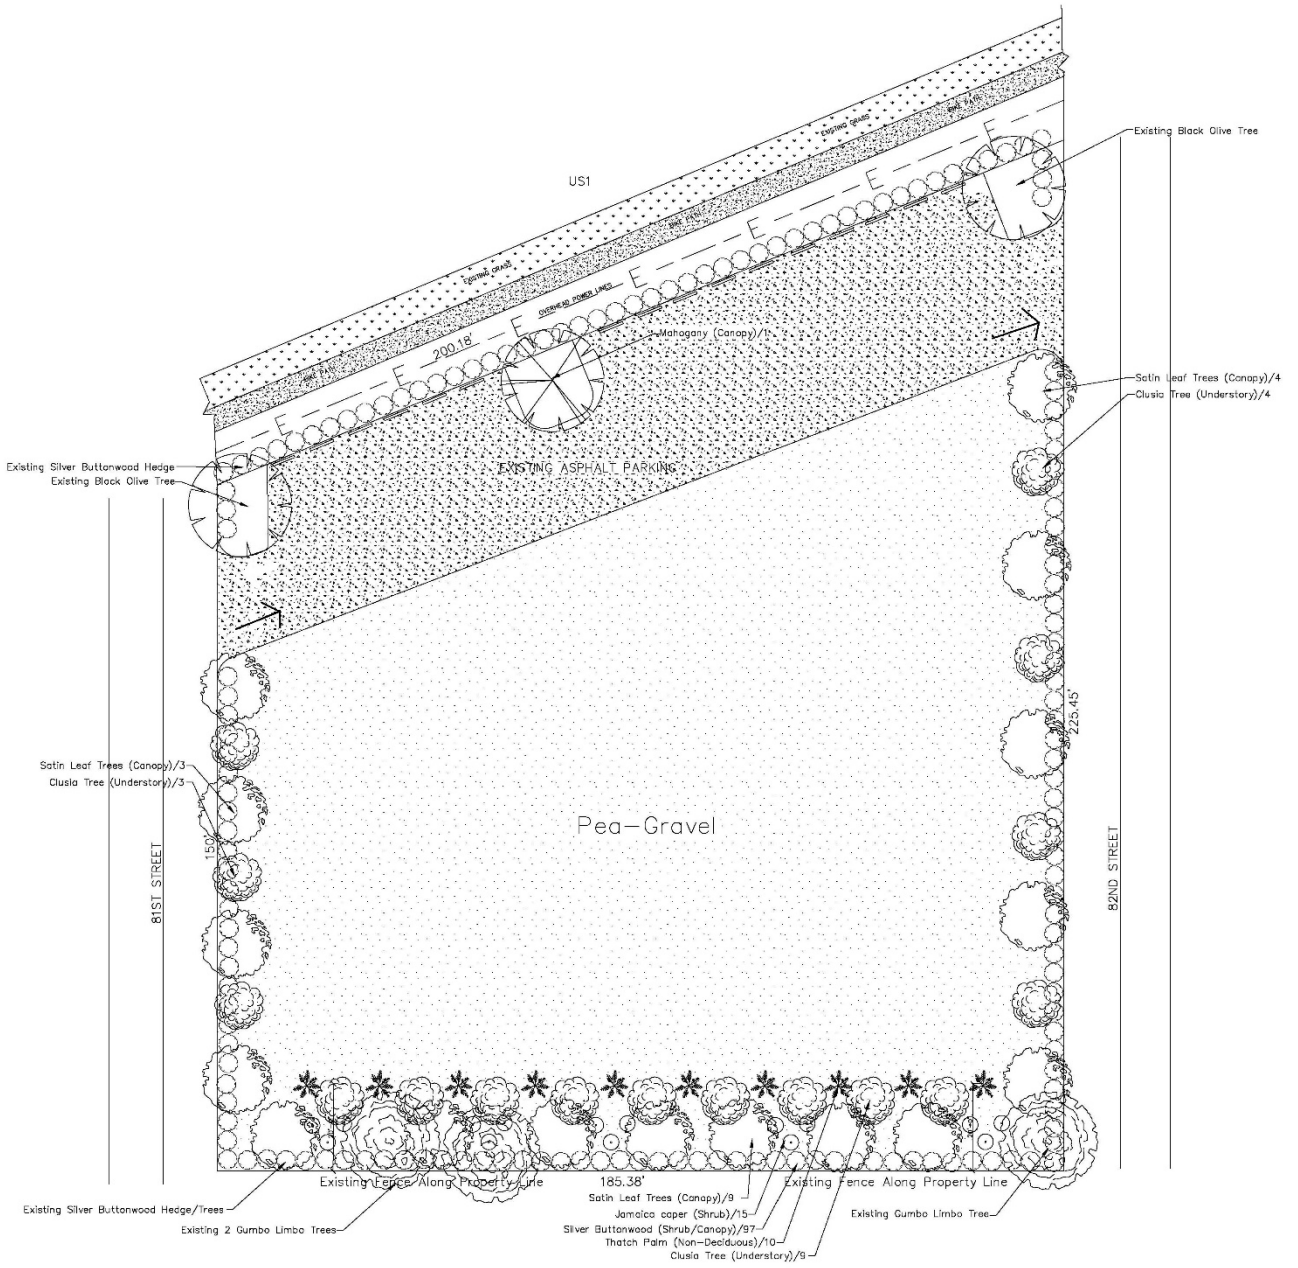 EXISTING GRASS
BIKE PATH
Existing Black Olive Tree
US1
BIKE PATH
EXISTING GRASS
OVERHEAD POWER LINES
E
E
E
E
E
E
E
200.18'
Mahogany (Canopy)/1
BIKE PATH
Satin Leaf Trees (Canopy)/4
Clusia Tree (Understory)/4
Existing Silver Buttonwood Hedge
EXISTING ASPHALT PARKING
Existing Black Olive Tree
225.45'
Satin Leaf Trees (Canopy)/3
Clusia Tree (Understory)/3
Pea-Gravel
150'
81ST STREET
82ND STREET
Existing Fence Along Property Line
185.38'
Existing Fence Along Property Line
Satin Leaf Trees (Canopy)/9
Existing Silver Buttonwood Hedge/Trees
Jamaica caper (Shrub)/15
Existing Gumbo Limbo Tree
Existing 2 Gumbo Limbo Trees
Silver Buttonwood (Shrub/Canopy)/97
Thatch Palm (Non-Deciduous)/10
Clusia Tree (Understory)/9